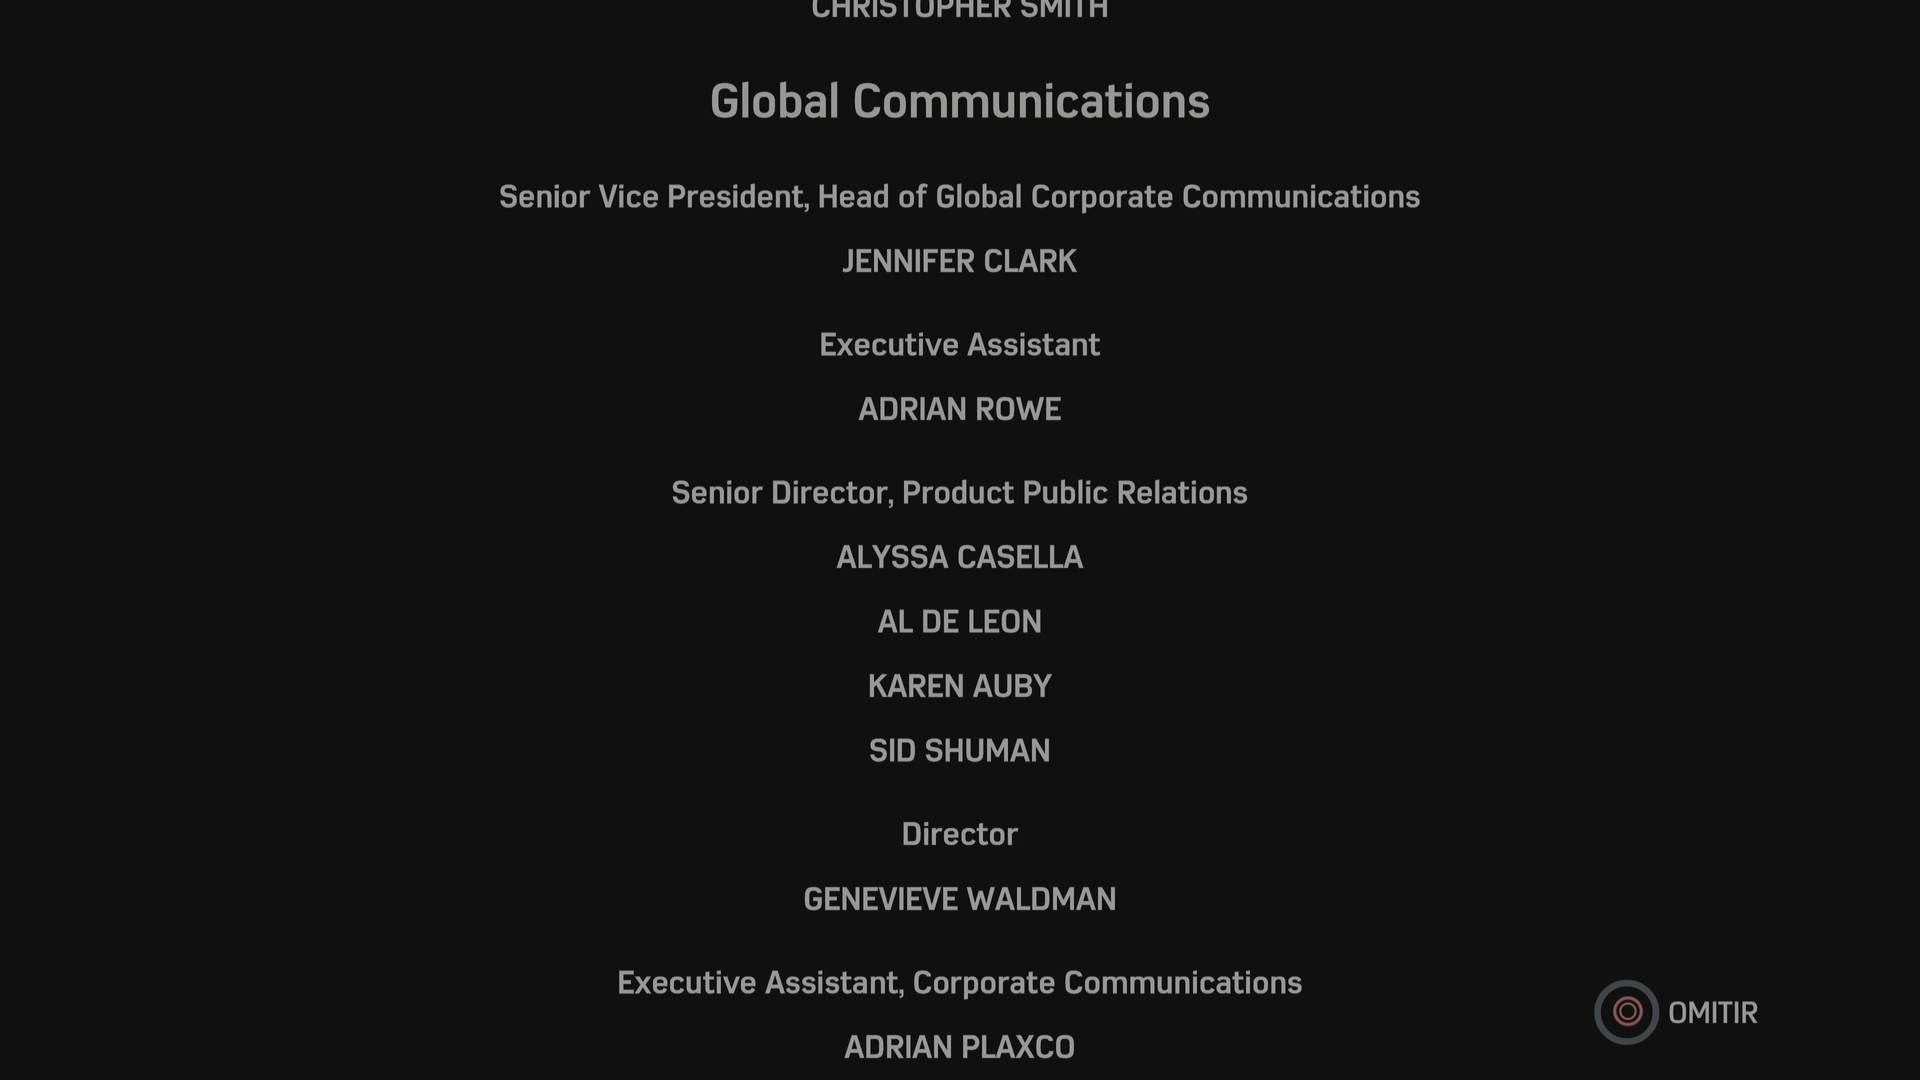 CHRISTOPHER SMITH
Global Communications
Senior Vice President, Head of Global Corporate Communications
JENNIFER CLARK
Executive Assistant
ADRIAN ROWE
Senior Director, Product Public Relations
ALYSSA CASELLA
AL DE LEON
KAREN AUBY
SID SHUMAN
Director
GENEVIEVE WALDMAN
Executive Assistant, Corporate Communications
OMITIR
ADRIAN PLAXCO